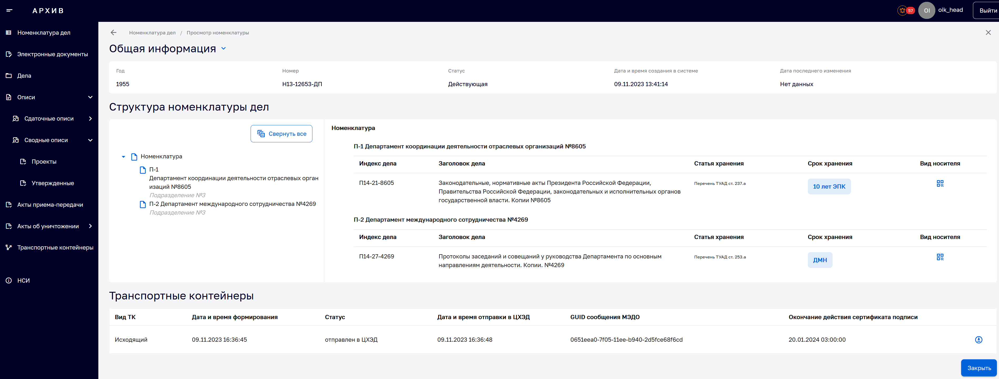 АРХИВ
57
OI
oik_head
Выйти
Номенклатура дел
Электронные документы
Дела
Описи
Сдаточные описи
Сводные описи
Проекты
Утвержденные
Акты приема-передачи
Акты об уничтожении
Транспортные контейнеры
НСИ
Номенклатура дел / Просмотр номенклатуры
Общая информация
Год
Номер
Статус
Дата и время создания в системе
Дата последнего изменения
1955
Н13-12653-ДП
Действующая
09.11.2023 13:41:14
Нет данных
Структура номенклатуры дел
Свернуть все
Номенклатура
П-1
Департамент координации деятельности отраслевых орган
изаций №8605
Подразделение №3
П-2 Департамент международного сотрудничества №4269
Подразделение №3
Номенклатура
П-1 Департамент координации деятельности отраслевых организаций №8605
Индекс дела
Заголовок дела
Статья хранения
Срок хранения
Вид носителя
П14-21-8605
Законодательные, нормативные акты Президента Российской Федерации,
Правительства Российской Федерации, законодательных и исполнительных органов
государственной власти. Копии №8605
Перечень ТУАД ст. 237.а
10 лет ЭПК
П-2 Департамент международного сотрудничества №4269
Индекс дела
Заголовок дела
Статья хранения
Срок хранения
Вид носителя
П14-27-4269
Протоколы заседаний и совещаний у руководства Департамента по основным
направлениям деятельности. Копии. №4269
Перечень ТУАД ст. 253.а
ДМН
Транспортные контейнеры
Вид ТК
Дата и время формирования
Статус
Дата и время отправки в ЦХЭД
GUID сообщения МЭДО
Окончание действия сертификата подписи
Исходящий
09.11.2023 16:36:45
отправлен в ЦХЭД
09.11.2023 16:36:48
0651eea0-7f05-11ee-b940-2d5fce68f6cd
20.01.2024 03:00:00
Закрыть